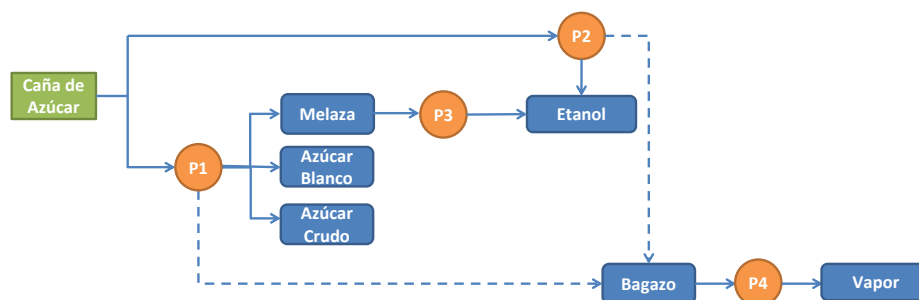 P2
Caña de
Azúcar
Melaza
P3
Etanol
P1
Azúcar
Blanco
Azúcar
Crudo
Bagazo
P4
Vapor